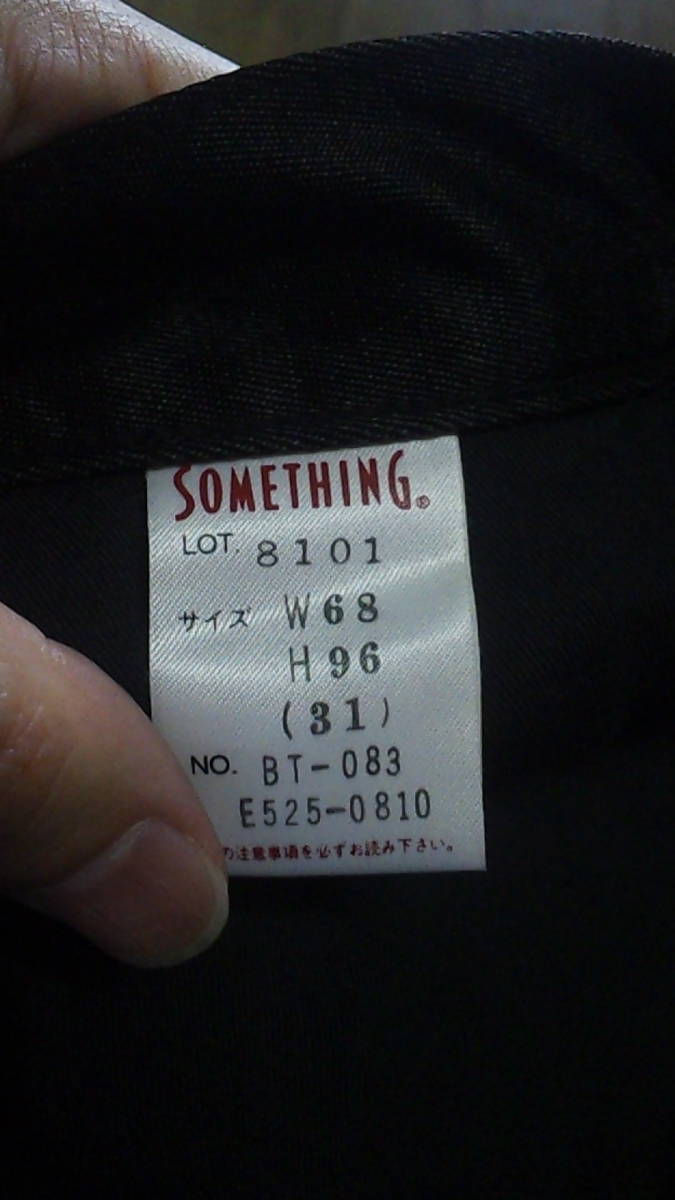 SOMETHING®
LOT. 8101
サイズ W68
H96
(31)
NO. BT-083
E525-0810
の注意事項を必ずお読み下さい。